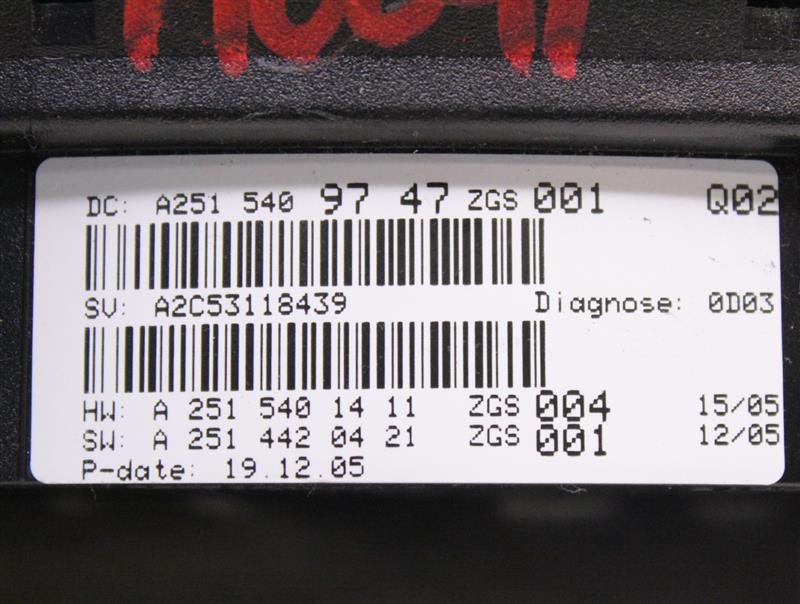 DC: A251 540 97 47 ZGS 001 Q02
SV: A2C53118439 Diagnose: 0D03
HW: A 251 540 14 11 ZGS 004 15/05
SW: A 251 442 04 21 ZGS 001 12/05
P-date: 19.12.05